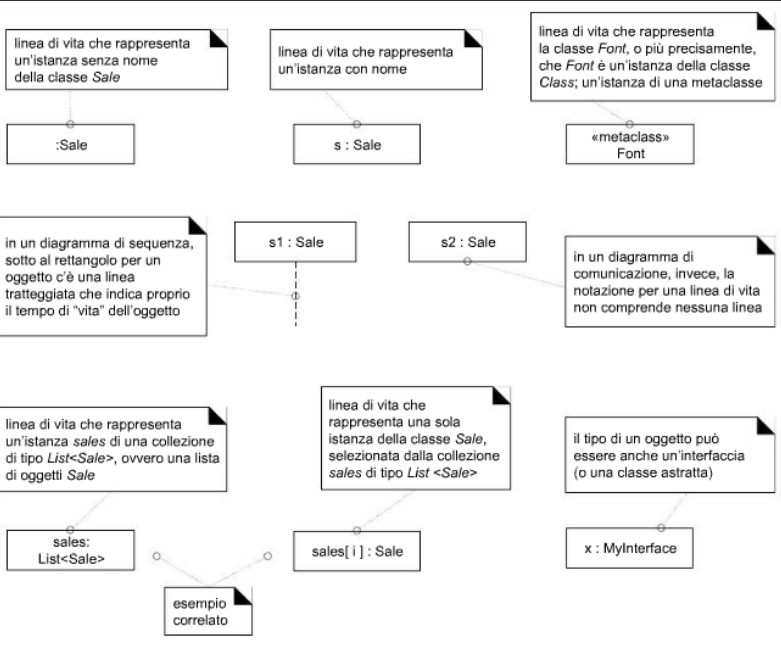 linea di vita che rappresenta
un'istanza senza nome
della classe Sale
linea di vita che rappresenta
un'istanza con nome
linea di vita che rappresenta
la classe Font, o più precisamente,
che Font è un'istanza della classe
Class; un'istanza di una metaclasse
:Sale
s : Sale
«metaclass»
Font
in un diagramma di sequenza,
sotto al rettangolo per un
oggetto c'è una linea
tratteggiata che indica proprio
il tempo di “vita” dell'oggetto
s1 : Sale
s2 : Sale
in un diagramma di
comunicazione, invece, la
notazione per una linea di vita
non comprende nessuna linea
linea di vita che rappresenta
un'istanza sales di una collezione
di tipo List<Sale>, ovvero una lista
di oggetti Sale
linea di vita che
rappresenta una sola
istanza della classe Sale,
selezionata dalla collezione
sales di tipo List <Sale>
il tipo di un oggetto può
essere anche un'interfaccia
(o una classe astratta)
sales:
List<Sale>
sales[ i ] : Sale
x : MyInterface
esempio
correlato